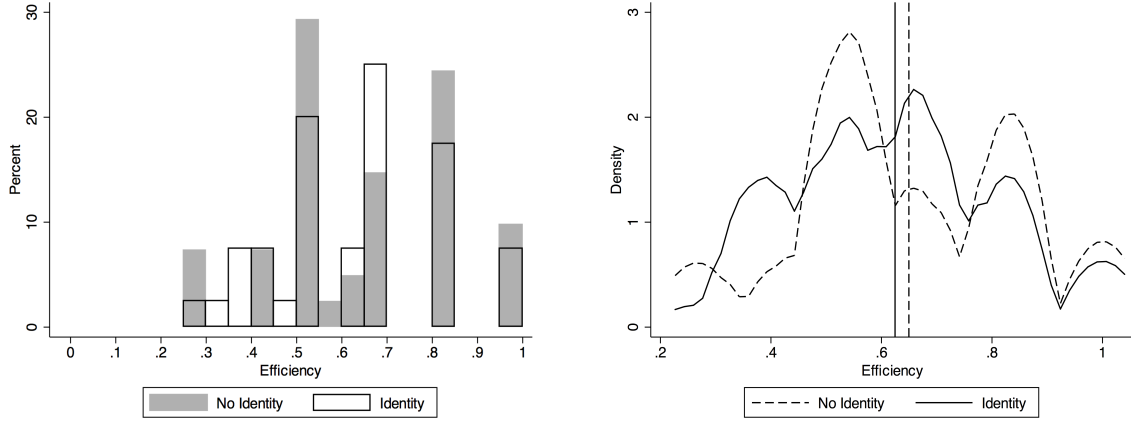 30
20
10
0
Percent
0 .1 .2 .3 .4 .5 .6 .7 .8 .9 1
Efficiency
No Identity Identity
3
2
1
0
Density
.2 .4 .6 .8 1
Efficiency
No Identity Identity